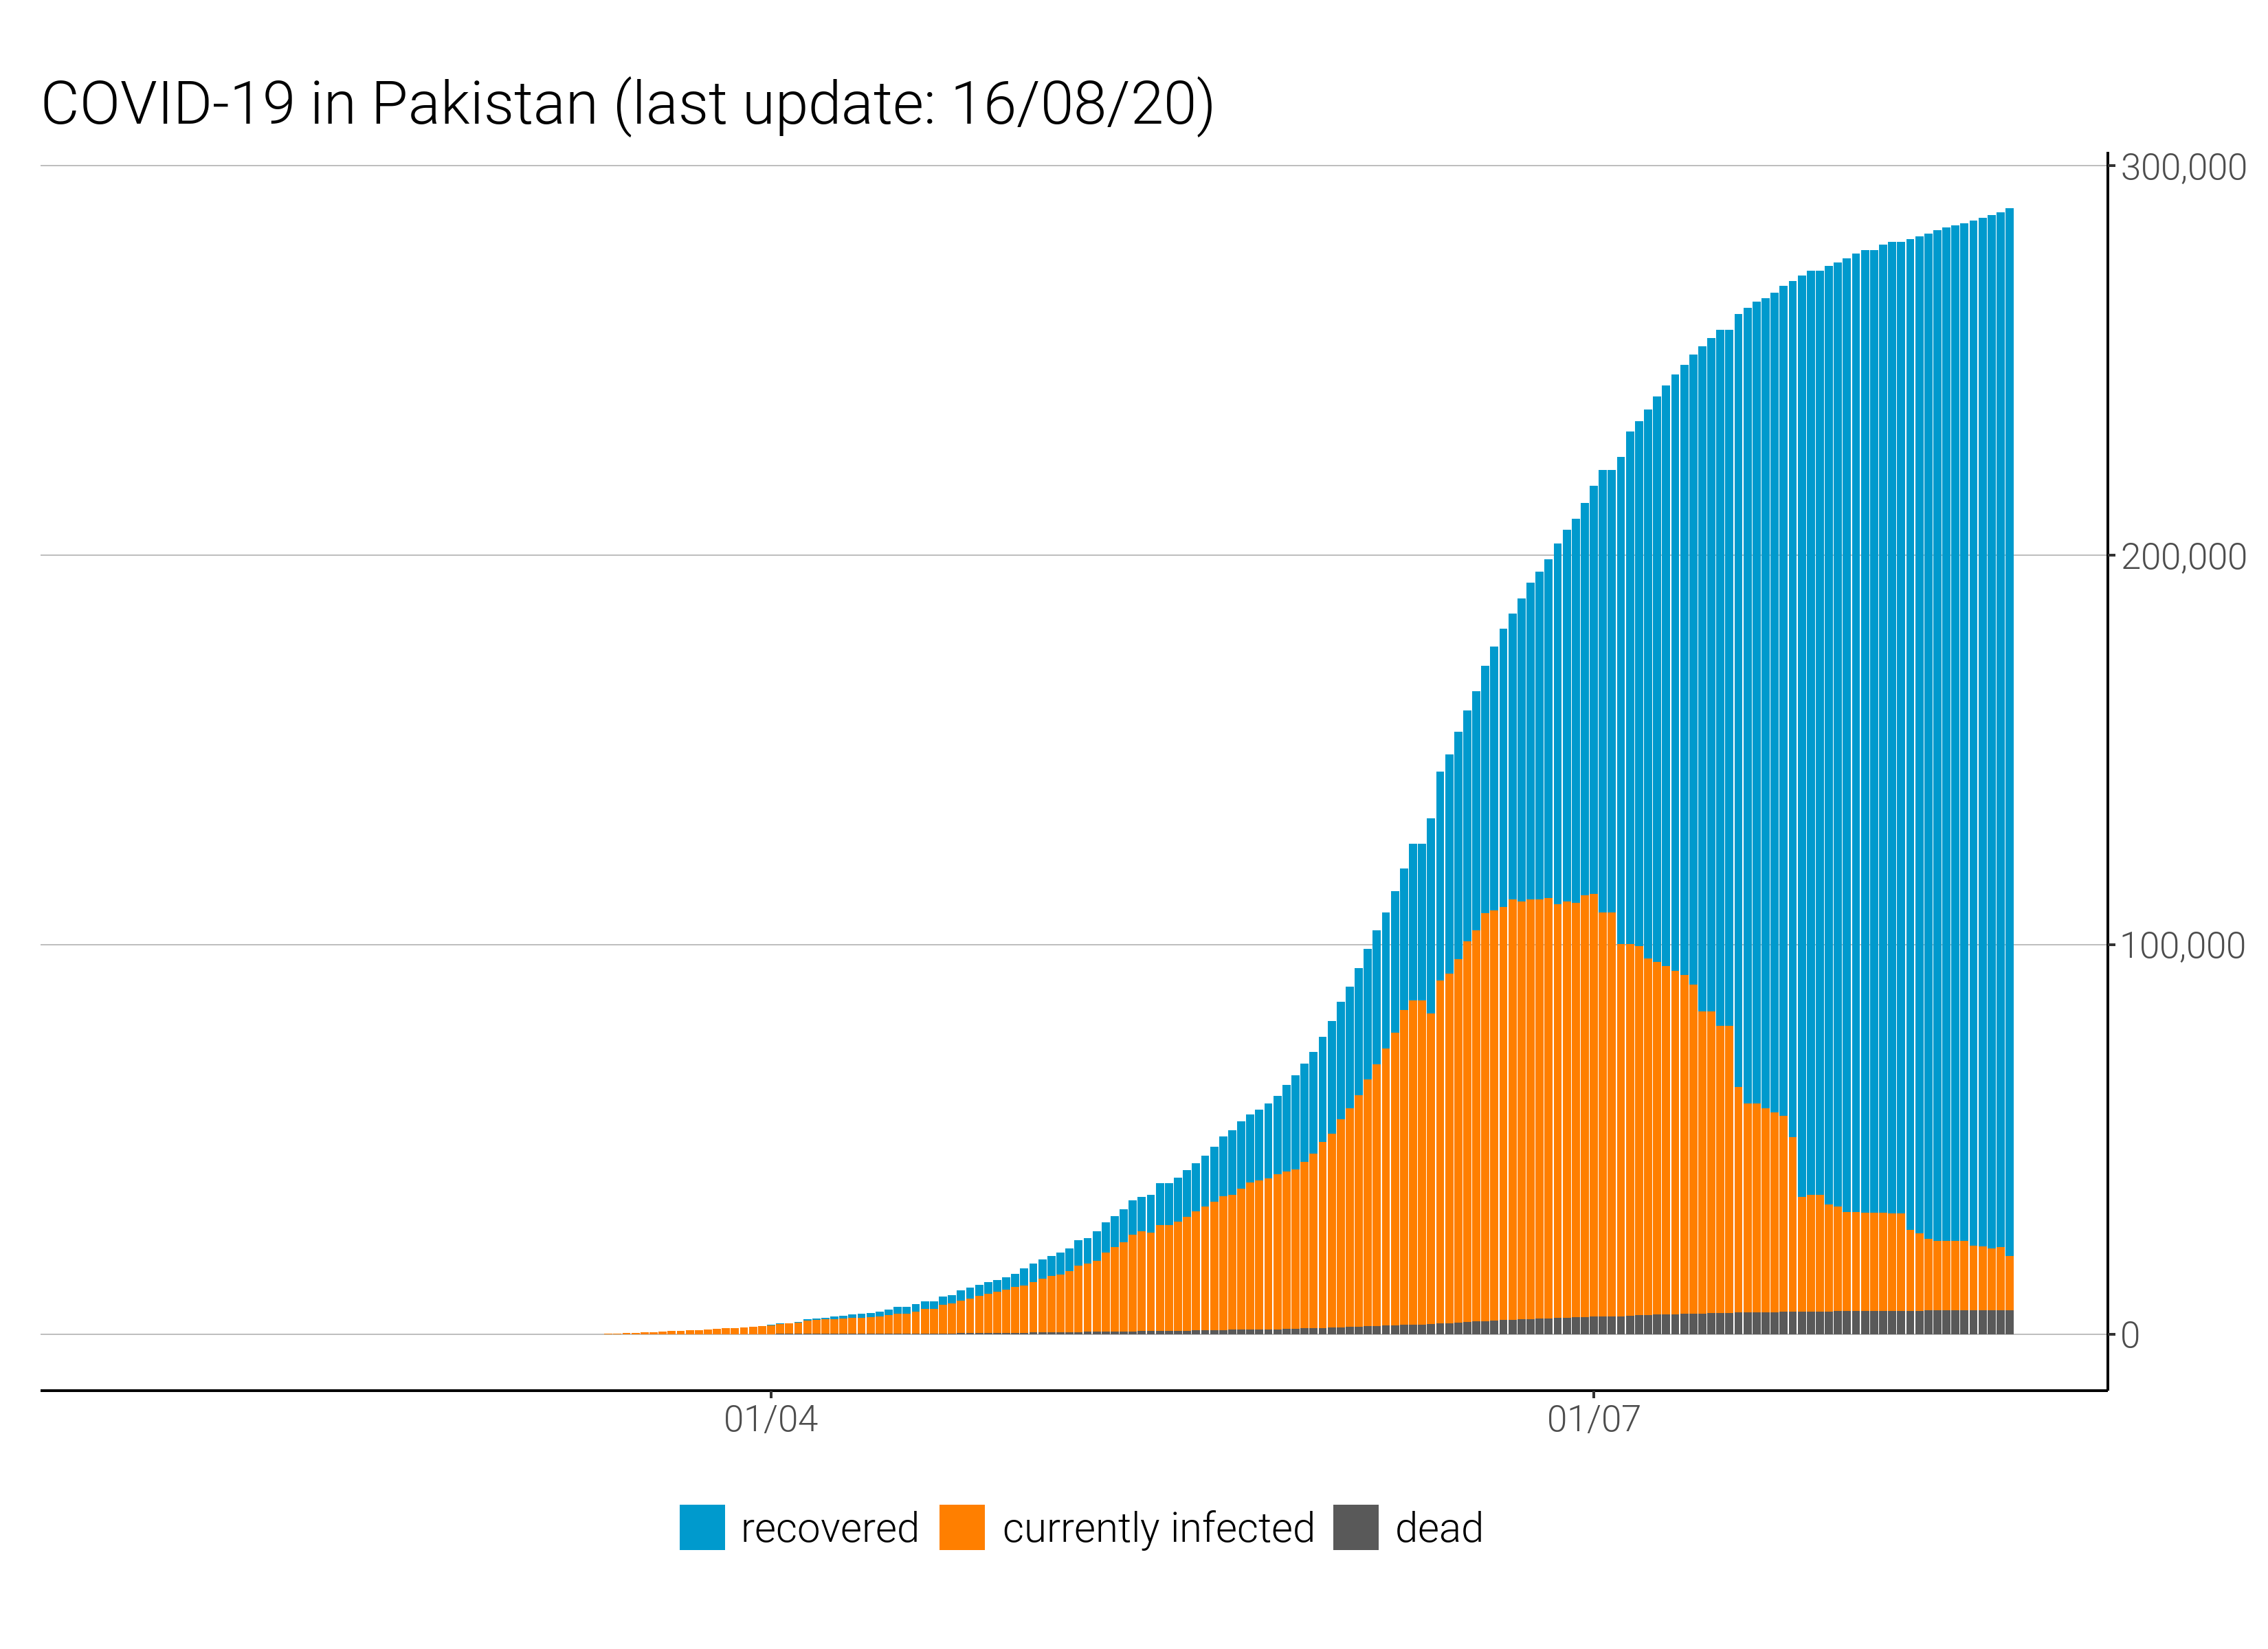 COVID-19 in Pakistan (last update: 16/08/20)
300,000
200,000
100,000
0
01/04 01/07
recovered currently infected dead